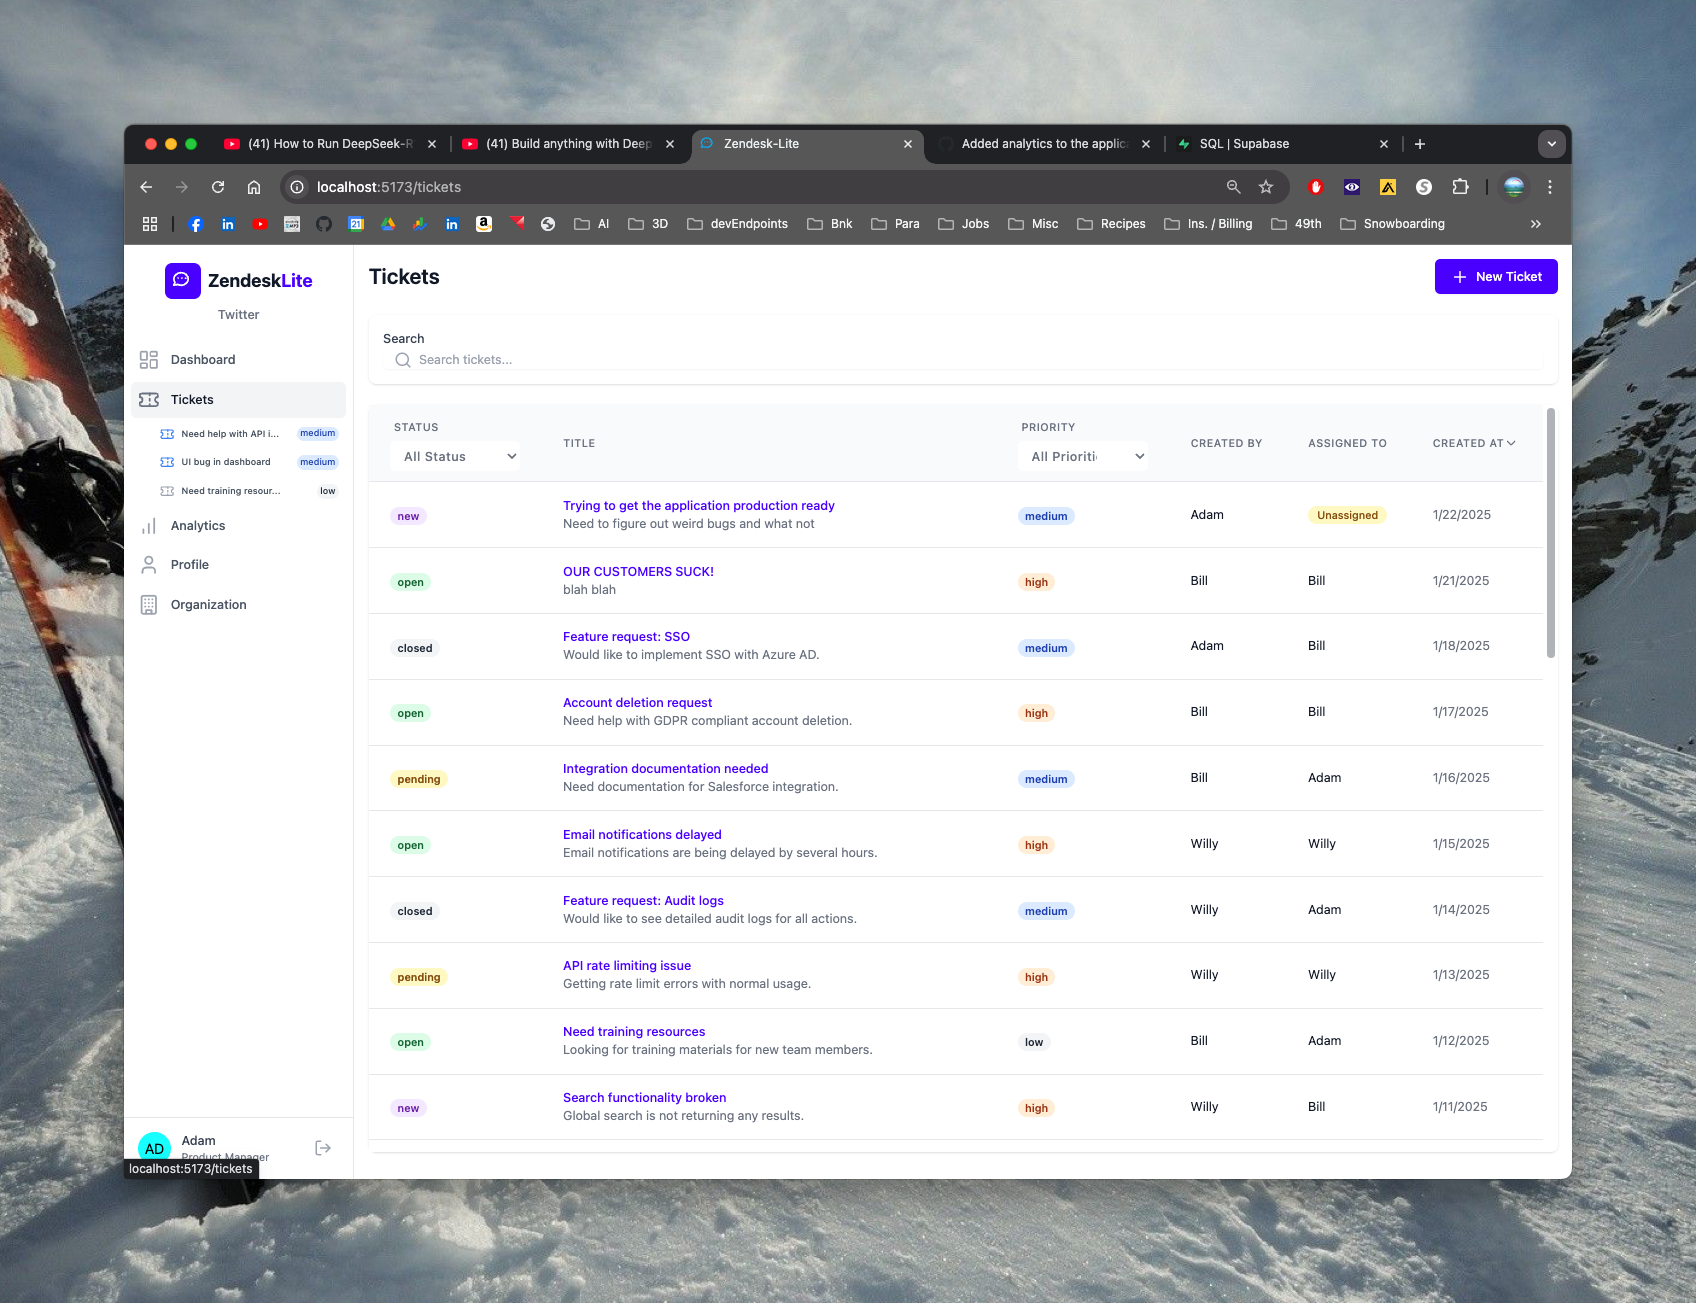 (41) How to Run DeepSeek-R
(41) Build anything with Deep
Zendesk-Lite
Added analytics to the applica
SQL | Supabase
localhost:5173/tickets
AI
3D
devEndpoints
Bnk
Para
Jobs
Misc
Recipes
Ins. / Billing
49th
Snowboarding
ZendeskLite
Twitter
Dashboard
Tickets
Need help with API i... medium
UI bug in dashboard medium
Need training resour... low
Analytics
Profile
Organization
AD
Adam
Product Manager
localhost:5173/tickets
Tickets
New Ticket
Search
Search tickets...
STATUS
All Status
TITLE
PRIORITY
All Prioriti
CREATED BY
ASSIGNED TO
CREATED AT
new
Trying to get the application production ready
Need to figure out weird bugs and what not
medium
Adam
Unassigned
1/22/2025
open
OUR CUSTOMERS SUCK!
blah blah
high
Bill
Bill
1/21/2025
closed
Feature request: SSO
Would like to implement SSO with Azure AD.
medium
Adam
Bill
1/18/2025
open
Account deletion request
Need help with GDPR compliant account deletion.
high
Bill
Bill
1/17/2025
pending
Integration documentation needed
Need documentation for Salesforce integration.
medium
Bill
Adam
1/16/2025
open
Email notifications delayed
Email notifications are being delayed by several hours.
high
Willy
Willy
1/15/2025
closed
Feature request: Audit logs
Would like to see detailed audit logs for all actions.
medium
Willy
Adam
1/14/2025
pending
API rate limiting issue
Getting rate limit errors with normal usage.
high
Willy
Willy
1/13/2025
open
Need training resources
Looking for training materials for new team members.
low
Bill
Adam
1/12/2025
new
Search functionality broken
Global search is not returning any results.
high
Willy
Bill
1/11/2025